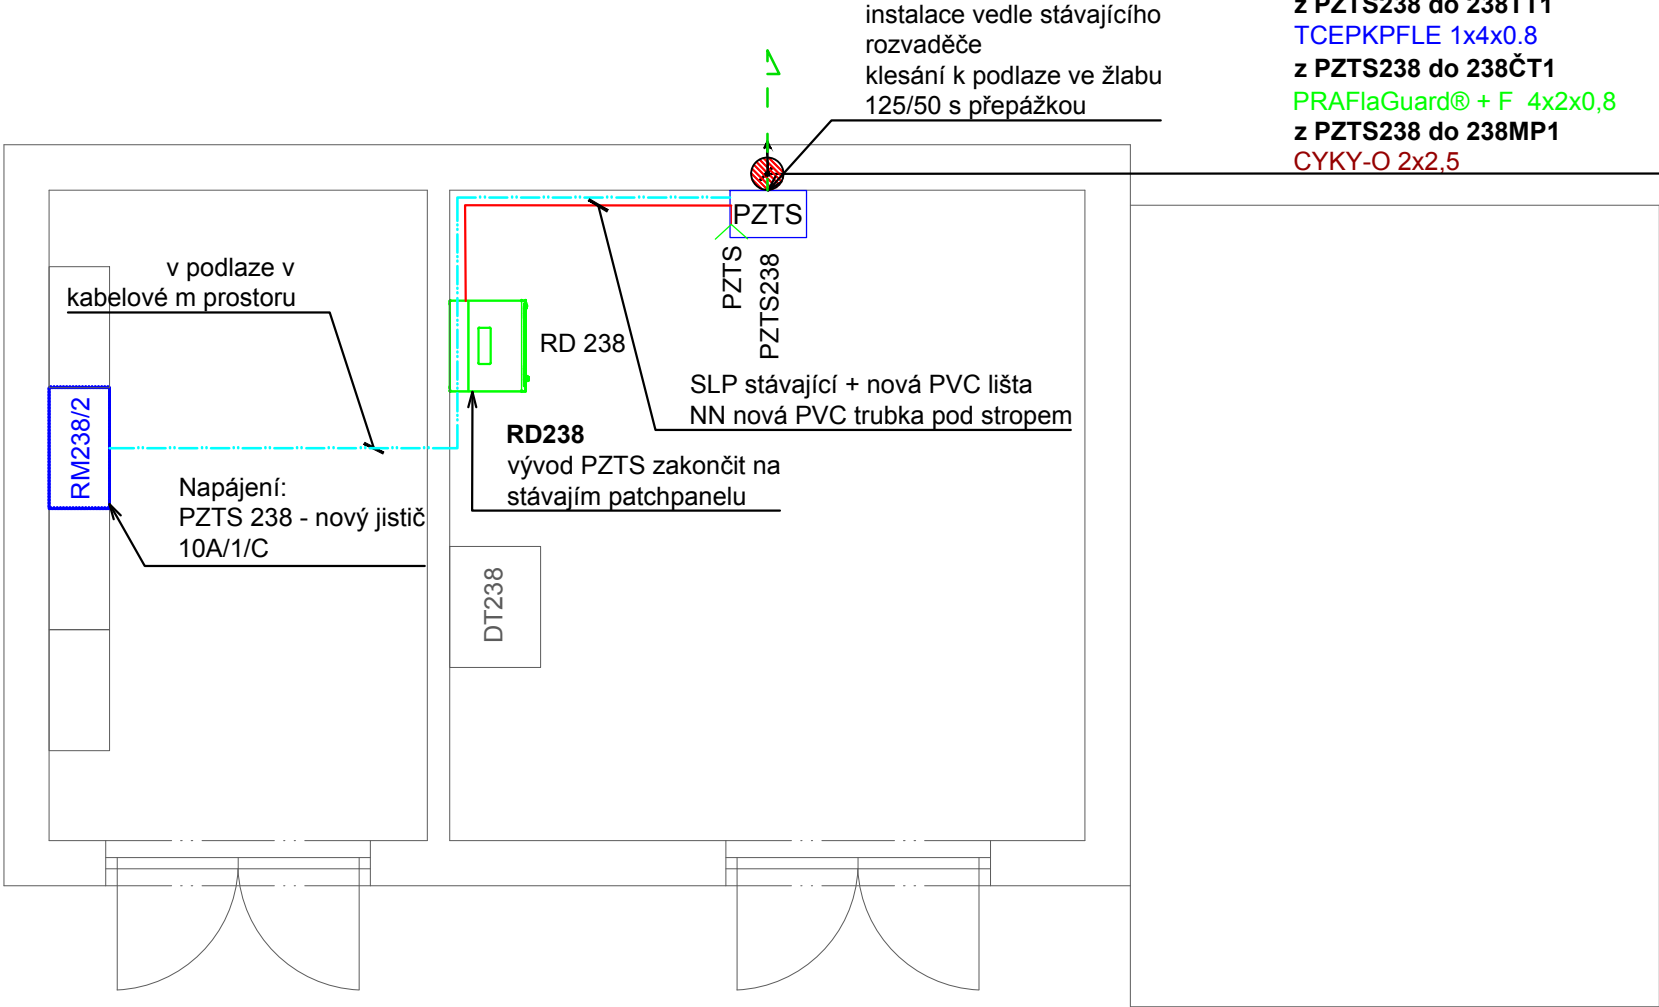 instalace vedle stávajícího
rozvaděče
klesání k podlaze ve žlabu
125/50 s přepážkou
z PZTS238 do 238TT1
TCEPKPFLE 1x4x0.8
z PZTS238 do 238ČT1
PRAFlaGuard® + F 4x2x0,8
z PZTS238 do 238MP1
CYKY-O 2x2,5
PZTS
PZTS
PZTS238
v podlaze v
kabelové m prostoru
RD 238
SLP stávající + nová PVC lišta
NN nová PVC trubka pod stropem
RM238/2
RD238
vývod PZTS zakončit na
stávajím patchpanelu
Napájení:
PZTS 238 - nový jistič
10A/1/C
DT238